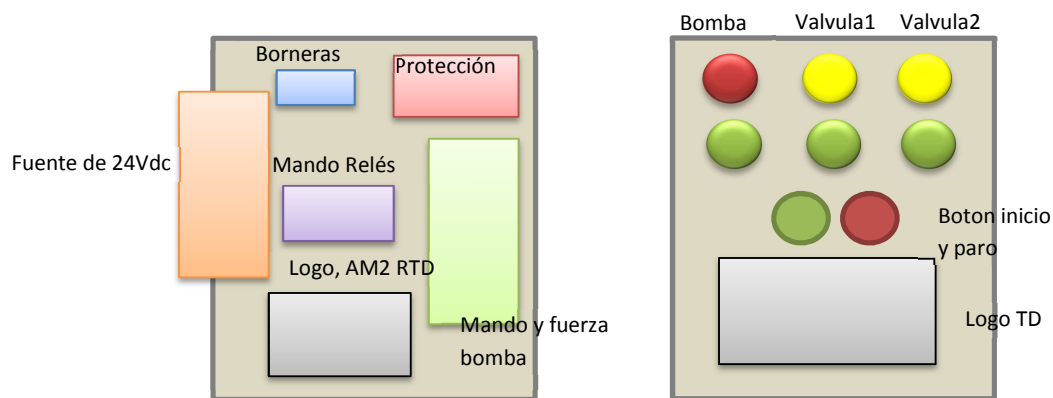 Borneras
Protección
Fuente de 24Vdc
Mando Relés
Logo, AM2 RTD
Mando y fuerza
bomba
Bomba
Valvula1
Valvula2
Boton inicio
y paro
Logo TD